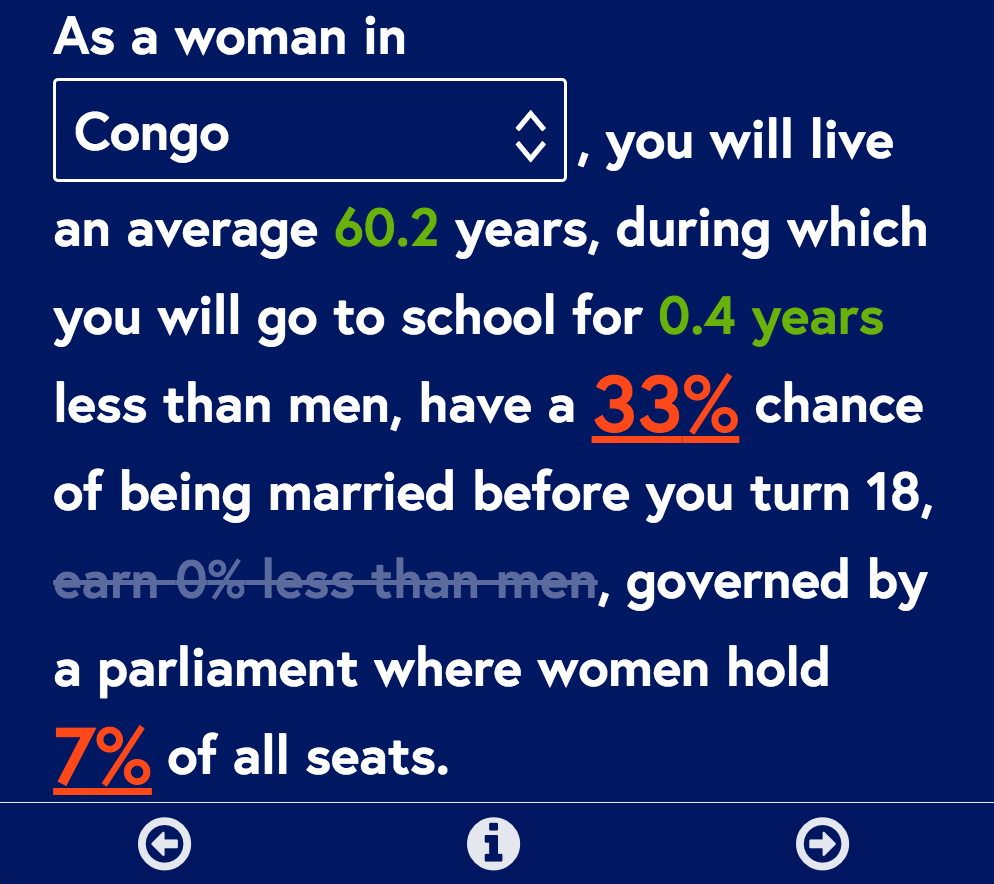 As a woman in
Congo , you will live
an average 60.2 years, during which
you will go to school for 0.4 years
less than men, have a 33% chance
of being married before you turn 18,
earn 0% less than men, governed by
a parliament where women hold
7% of all seats.